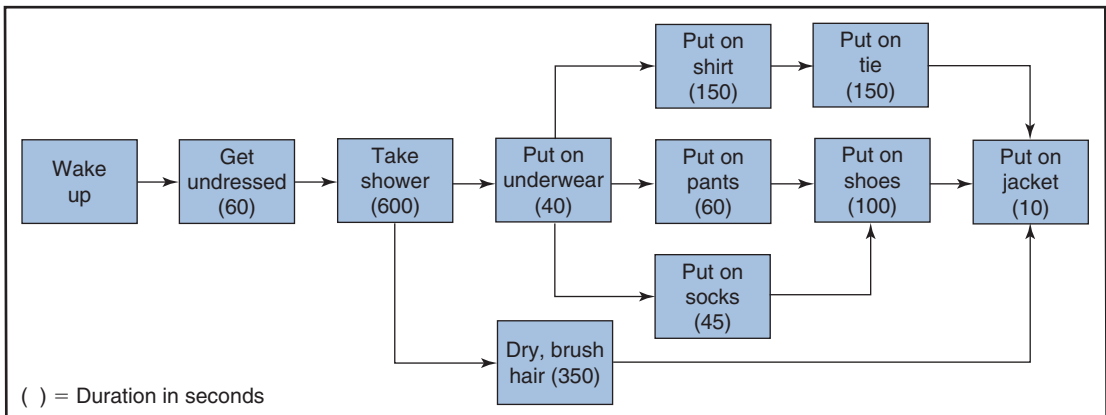 Wake
up
Get
undressed
(60)
Take
shower
(600)
Put on
underwear
(40)
Put on
shirt
(150)
Put on
tie
(150)
Put on
pants
(60)
Put on
shoes
(100)
Put on
jacket
(10)
Put on
socks
(45)
Dry, brush
hair (350)
( ) = Duration in seconds